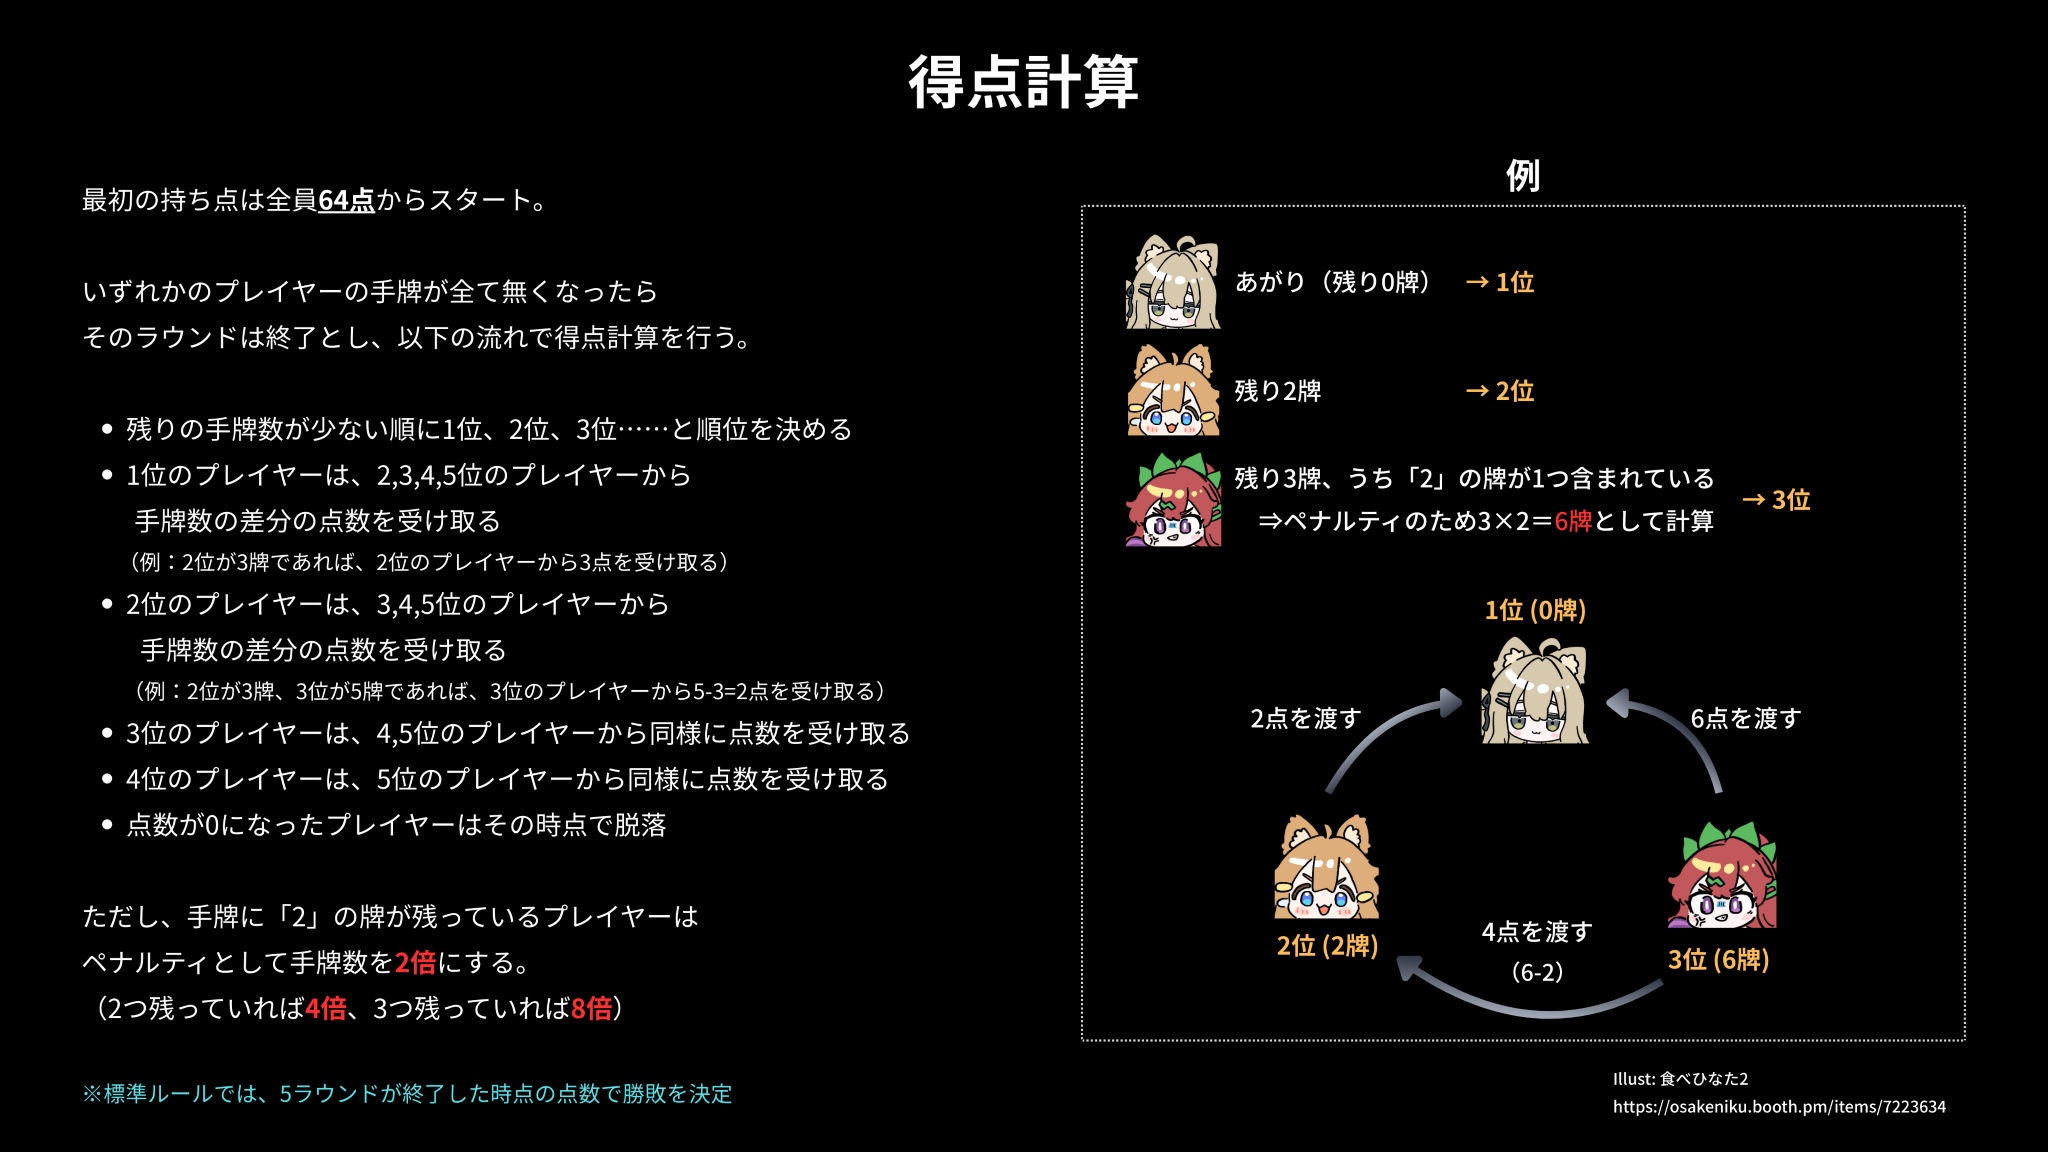 得点計算
最初の持ち点は全員64点からスタート。
いずれかのプレイヤーの手牌が全て無くなったら
そのラウンドは終了とし、以下の流れで得点計算を行う。
• 残りの手牌数が少ない順に1位、2位、3位……と順位を決める
• 1位のプレイヤーは、2,3,4,5位のプレイヤーから
手牌数の差分の点数を受け取る
（例：2位が3牌であれば、2位のプレイヤーから3点を受け取る）
• 2位のプレイヤーは、3,4,5位のプレイヤーから
手牌数の差分の点数を受け取る
（例：2位が3牌、3位が5牌であれば、3位のプレイヤーから5-3=2点を受け取る）
• 3位のプレイヤーは、4,5位のプレイヤーから同様に点数を受け取る
• 4位のプレイヤーは、5位のプレイヤーから同様に点数を受け取る
• 点数が0になったプレイヤーはその時点で脱落
ただし、手牌に「2」の牌が残っているプレイヤーは
ペナルティとして手牌数を2倍にする。
（2つ残っていれば4倍、3つ残っていれば8倍）
※標準ルールでは、5ラウンドが終了した時点の点数で勝敗を決定
例
あがり（残り0牌） → 1位
残り2牌 → 2位
残り3牌、うち「2」の牌が1つ含まれている
⇒ペナルティのため3×2＝6牌として計算
→ 3位
1位 (0牌)
2点を渡す
6点を渡す
2位 (2牌)
4点を渡す
（6-2）
3位 (6牌)
Illust: 食べひなた2
https://osakeniku.booth.pm/items/7223634